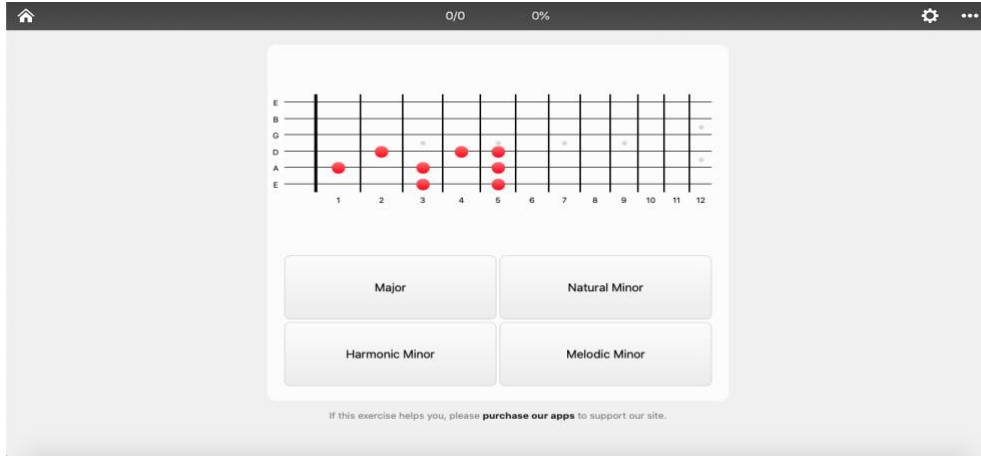 0/0 0%
E
B
G
D
A
E
1 2 3 4 5 6 7 8 9 10 11 12
Major Natural Minor
Harmonic Minor Melodic Minor
If this exercise helps you, please purchase our apps to support our site.